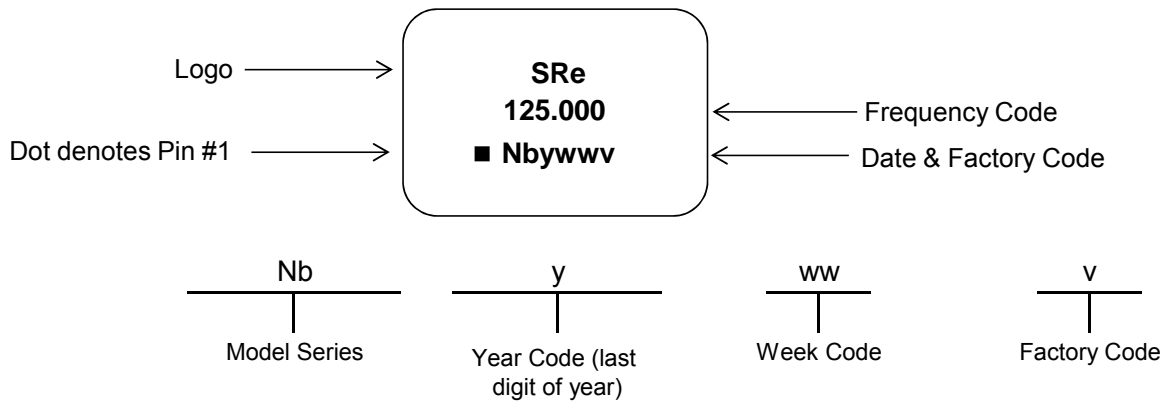 Logo
SRe
125.000
Frequency Code
Dot denotes Pin #1
■ Nbywwv
Date & Factory Code
Nb
y
ww
v
Model Series
Year Code (last
digit of year)
Week Code
Factory Code